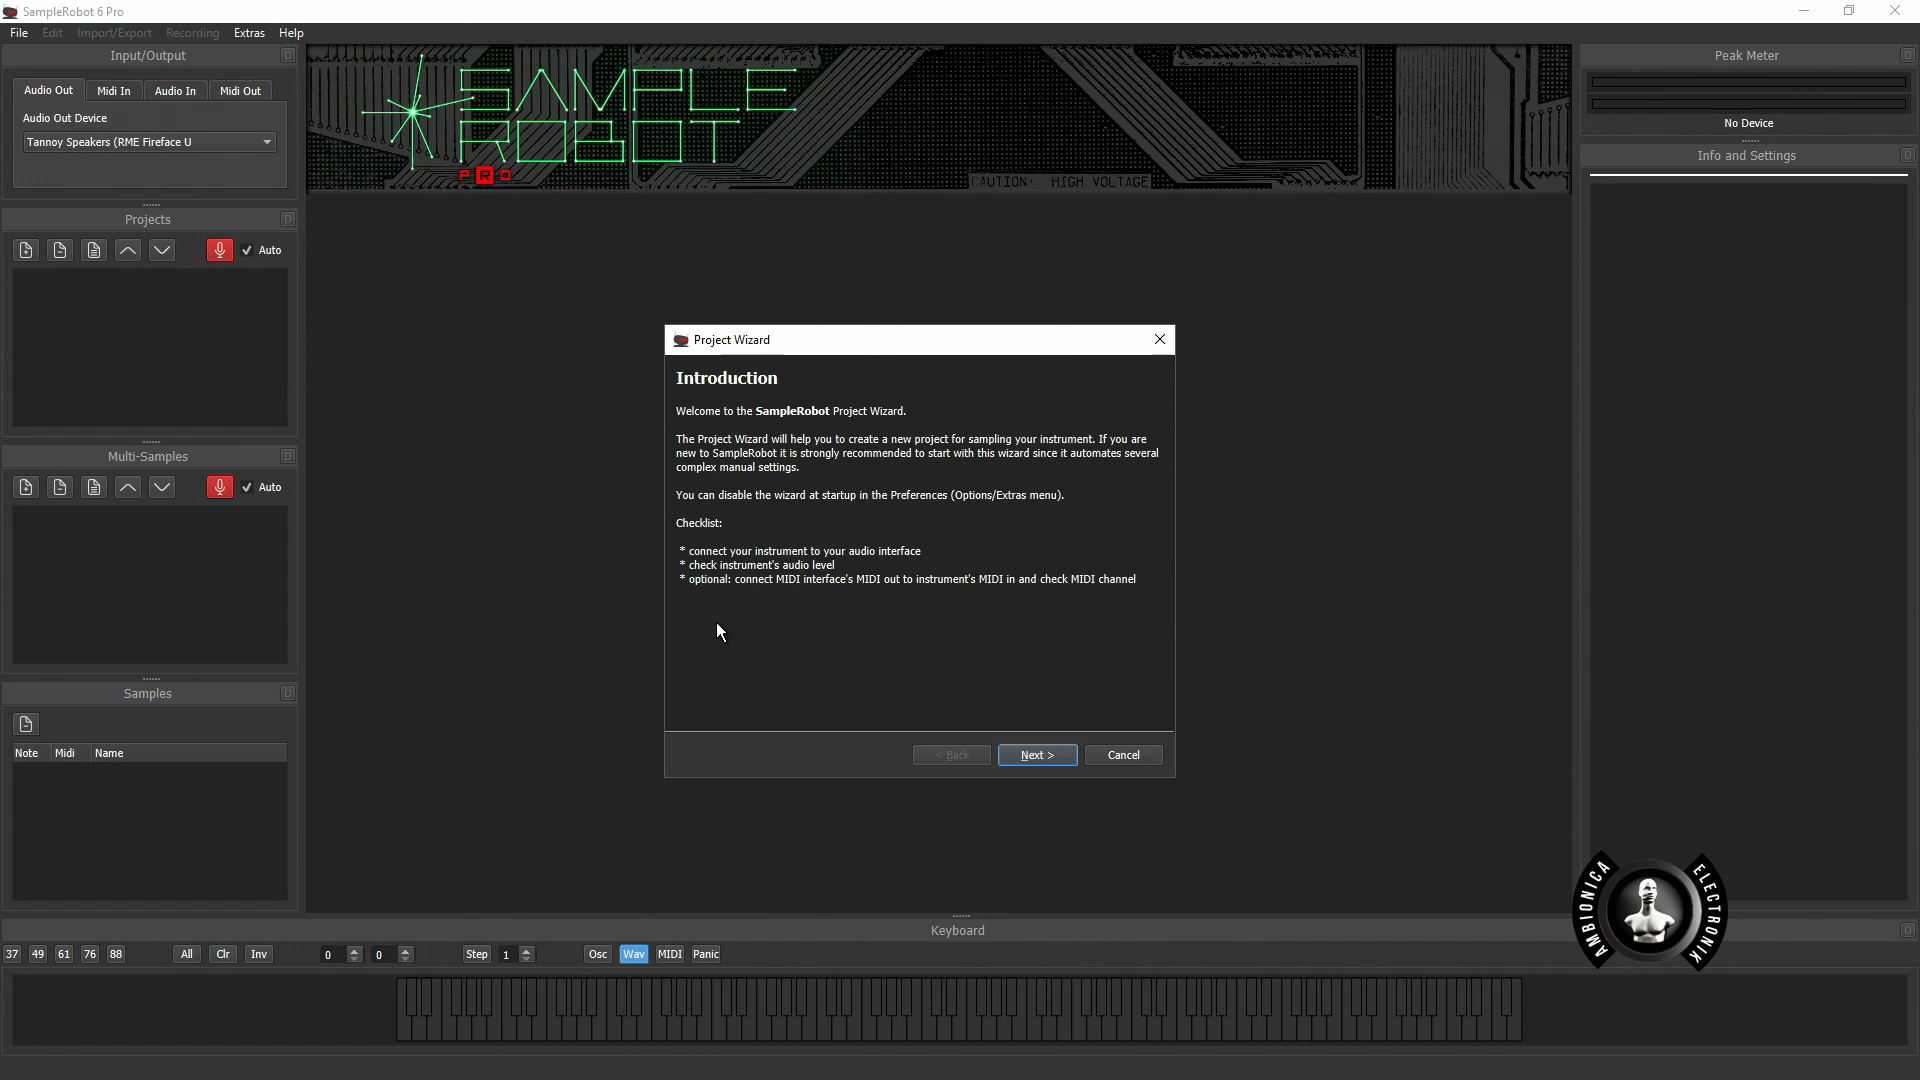 SampleRobot 6 Pro
File Edit Import/Export Recording Extras Help
Input/Output D
Audio Out Midi In Audio In Midi Out
Audio Out Device
Tannoy Speakers (RME Fireface U
SAMPLE
ROBOT
PRO
CAUTION: HIGH VOLTAGE
Peak Meter D
No Device
Info and Settings D
Projects D
Auto
Multi-Samples D
Auto
Samples D
Note Midi Name
Project Wizard
Introduction
Welcome to the SampleRobot Project Wizard.
The Project Wizard will help you to create a new project for sampling your instrument. If you are
new to SampleRobot it is strongly recommended to start with this wizard since it automates several
complex manual settings.
You can disable the wizard at startup in the Preferences (Options/Extras menu).
Checklist:
* connect your instrument to your audio interface
* check instrument's audio level
* optional: connect MIDI interface's MIDI out to instrument's MIDI in and check MIDI channel
< Back Next > Cancel
AMBIONICA
ELECTRONIK
Keyboard D
37 49 61 76 88 All Clr Inv 0 0 Step 1 Osc Wav MIDI Panic